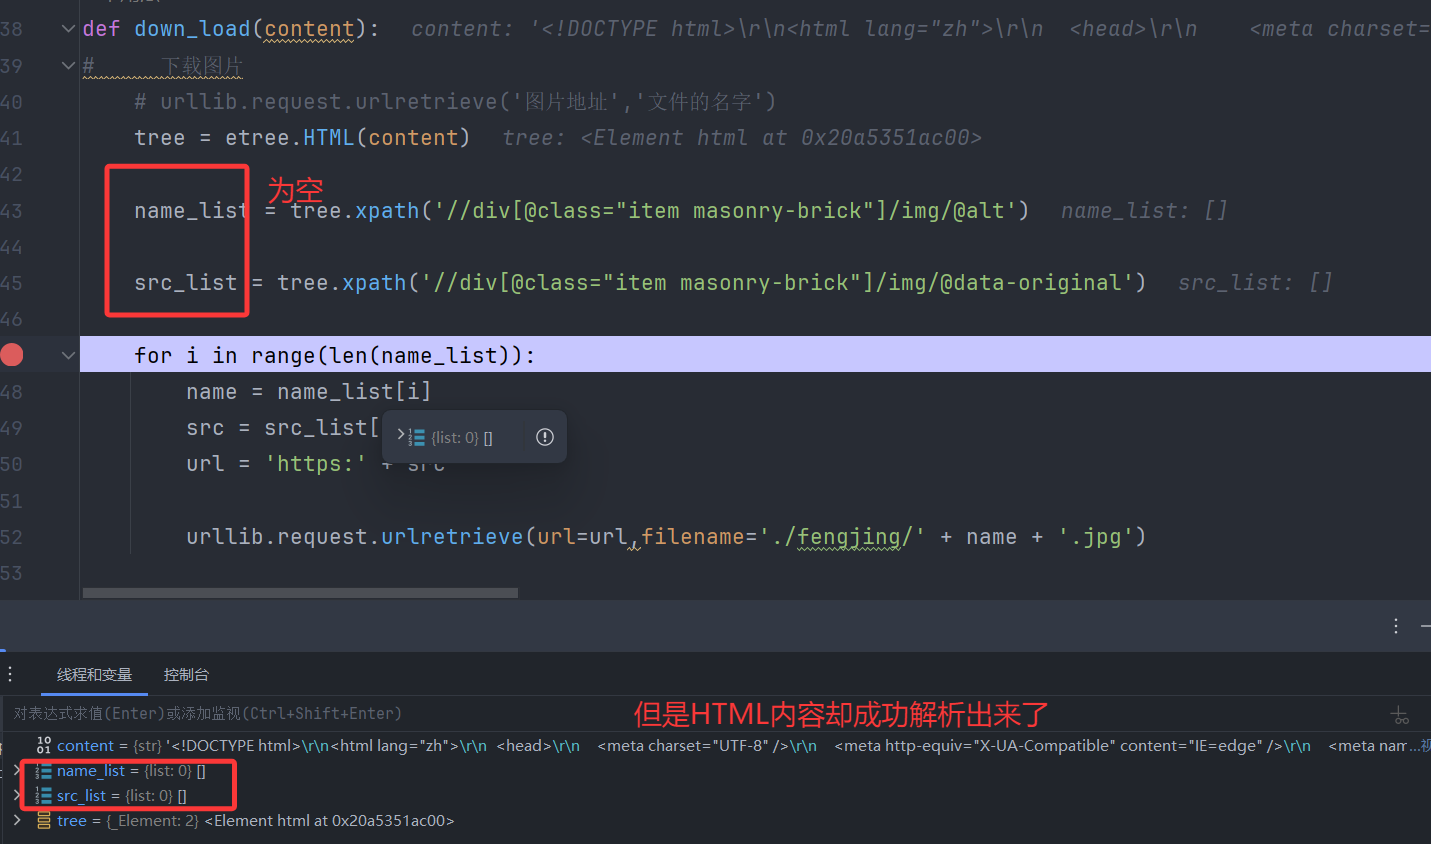 38 def down_load(content): content: '<!DOCTYPE html>\r\n<html lang="zh">\r\n <head>\r\n <meta charset=
39 # 下载图片
40 # urllib.request.urlretrieve('图片地址','文件的名字')
41 tree = etree.HTML(content) tree: <Element html at 0x20a5351ac00>
42
为空
43 name_list = tree.xpath('//div[@class="item masonry-brick"]/img/@alt') name_list: []
44
45 src_list = tree.xpath('//div[@class="item masonry-brick"]/img/@data-original') src_list: []
46
for i in range(len(name_list)):
48 name = name_list[i]
49 src = src_list[
{list: 0} []
50 url = 'https:' + src
51
52 urllib.request.urlretrieve(url=url,filename='./fengjing/' + name + '.jpg')
53
线程和变量 控制台
对表达式求值(Enter)或添加监视(Ctrl+Shift+Enter)
但是HTML内容却成功解析出来了
content = {str} '<!DOCTYPE html>\r\n<html lang="zh">\r\n <head>\r\n <meta charset="UTF-8" />\r\n <meta http-equiv="X-UA-Compatible" content="IE=edge" />\r\n <meta nam...视
name_list = {list: 0} []
src_list = {list: 0} []
tree = {_Element: 2} <Element html at 0x20a5351ac00>